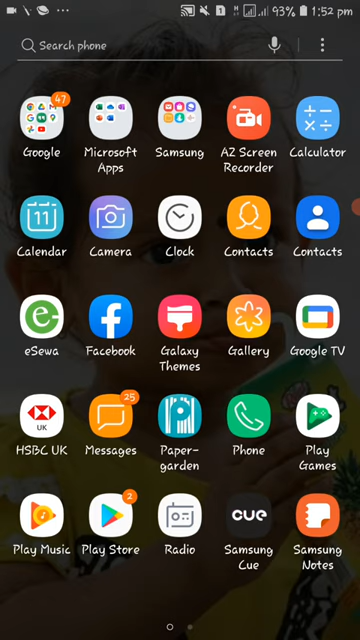 93% 1:52 pm
Search phone
47
Google
Microsoft Apps
Samsung
AZ Screen Recorder
Calculator
11
Calendar
Camera
Clock
Contacts
Contacts
eSewa
Facebook
Galaxy Themes
Gallery
Google TV
UK
HSBC UK
25
Messages
Paper-garden
Phone
Play Games
Play Music
2
Play Store
Radio
cue
Samsung Cue
Samsung Notes